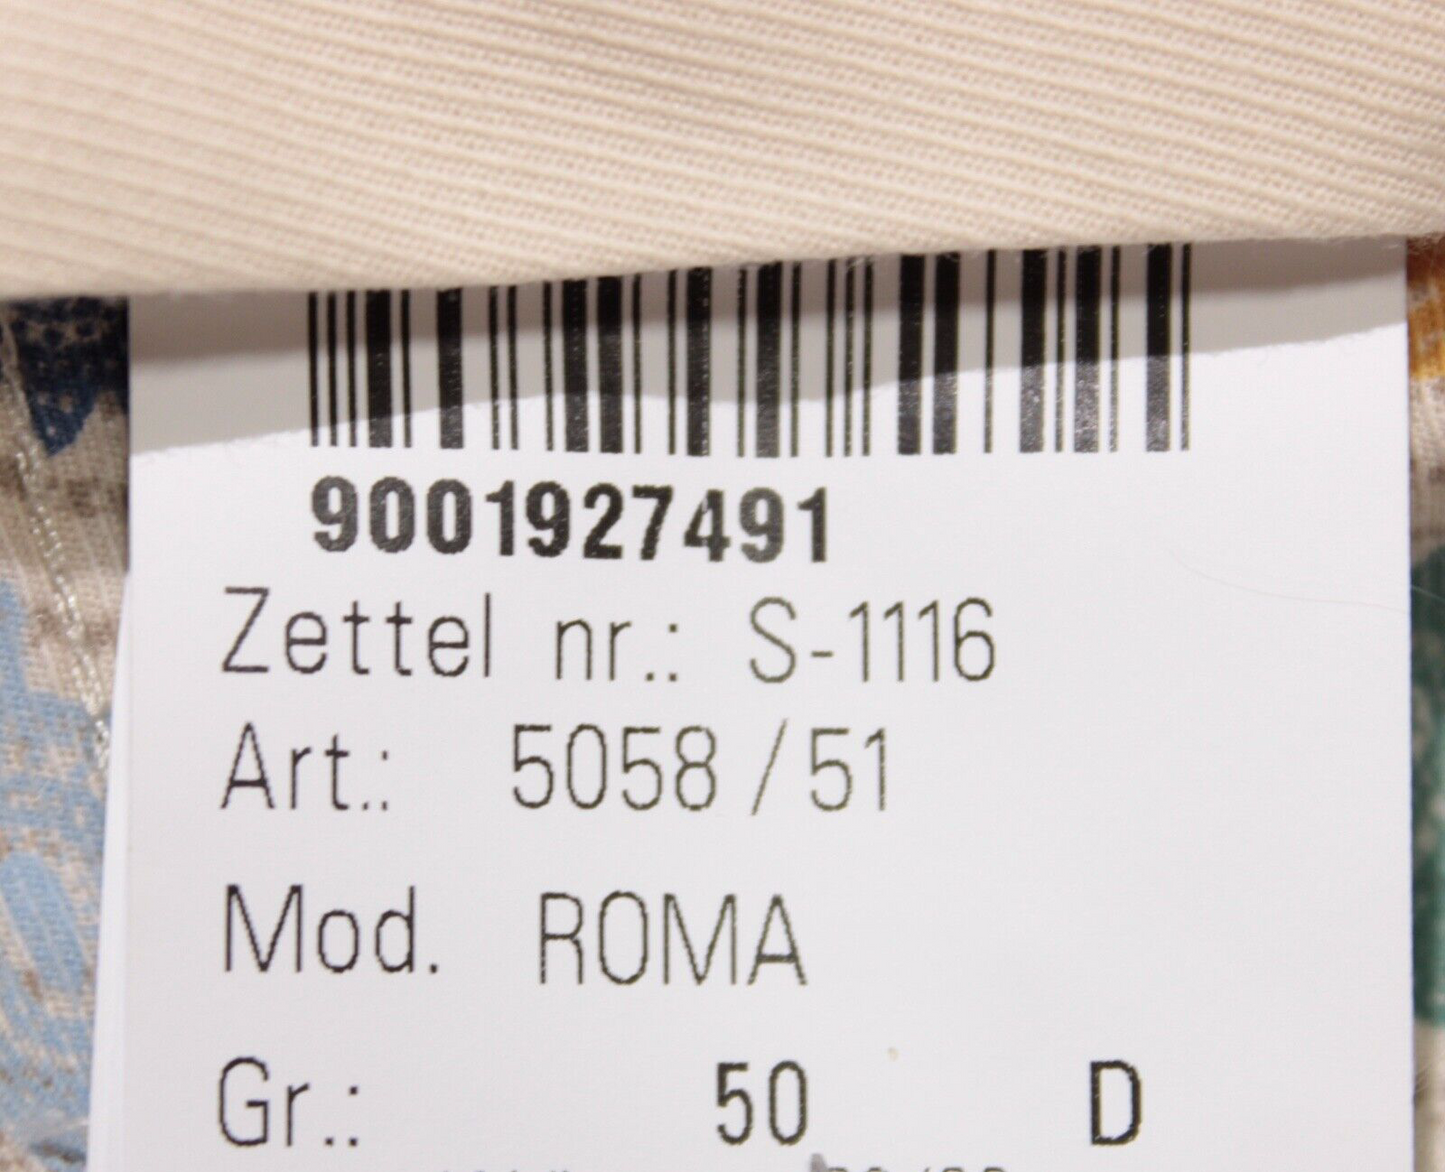 9001927491
Zettel nr.: S-1116
Art.: 5058 /51
Mod. ROMA
Gr.: 50 D